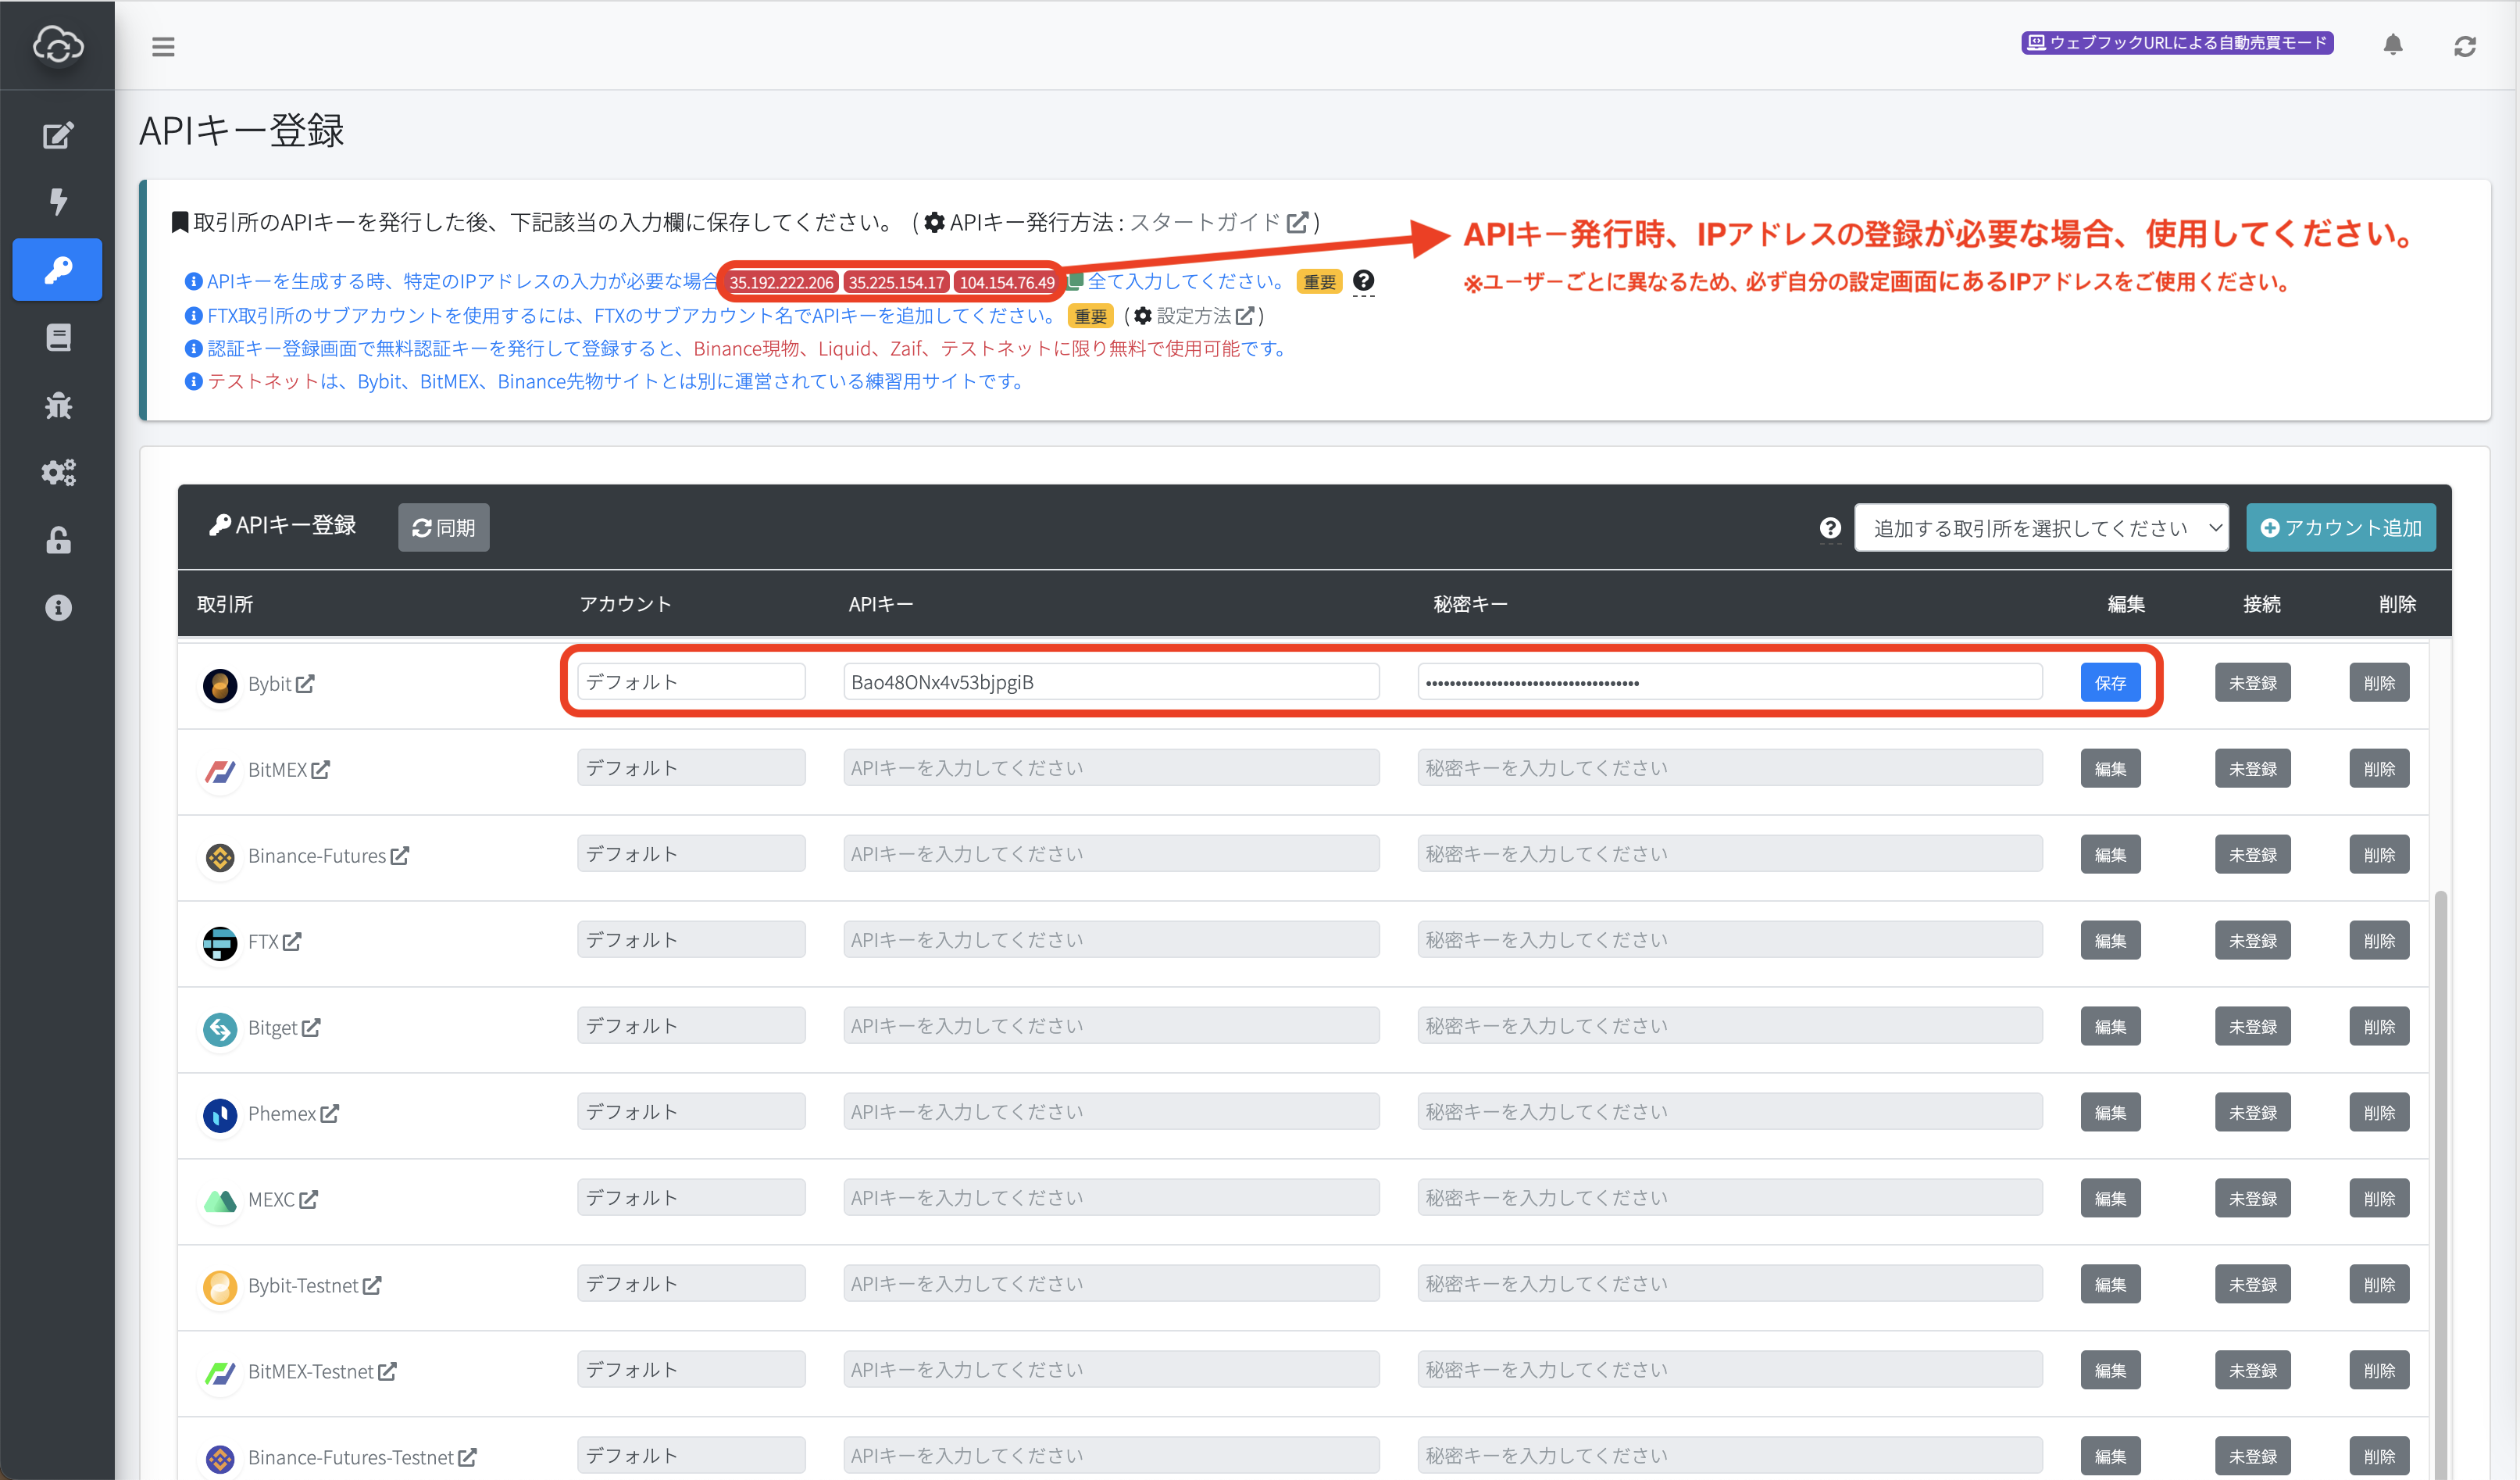 ウェブフックURLによる自動売買モード
APIキー登録
取引所のAPIキーを発行した後、下記該当の入力欄に保存してください。 ( APIキー発行方法 : スタートガイド )
APIキー発行時、IPアドレスの登録が必要な場合、使用してください。
※ユーザーごとに異なるため、必ず自分の設定画面にあるIPアドレスをご使用ください。
APIキーを生成する時、特定のIPアドレスの入力が必要な場合 35.192.222.206 35.225.154.17 104.154.76.49 全て入力してください。 重要
FTX取引所のサブアカウントを使用するには、FTXのサブアカウント名でAPIキーを追加してください。 重要 ( 設定方法 )
認証キー登録画面で無料認証キーを発行して登録すると、Binance現物、Liquid、Zaif、テストネットに限り無料で使用可能です。
テストネットは、Bybit、BitMEX、Binance先物サイトとは別に運営されている練習用サイトです。
APIキー登録 同期 追加する取引所を選択してください アカウント追加
取引所 アカウント APIキー 秘密キー 編集 接続 削除
Bybit デフォルト Bao48ONx4v53bjpgiB •••••••••••••••••••••••••••••••••••• 保存 未登録 削除
BitMEX デフォルト APIキーを入力してください 秘密キーを入力してください 編集 未登録 削除
Binance-Futures デフォルト APIキーを入力してください 秘密キーを入力してください 編集 未登録 削除
FTX デフォルト APIキーを入力してください 秘密キーを入力してください 編集 未登録 削除
Bitget デフォルト APIキーを入力してください 秘密キーを入力してください 編集 未登録 削除
Phemex デフォルト APIキーを入力してください 秘密キーを入力してください 編集 未登録 削除
MEXC デフォルト APIキーを入力してください 秘密キーを入力してください 編集 未登録 削除
Bybit-Testnet デフォルト APIキーを入力してください 秘密キーを入力してください 編集 未登録 削除
BitMEX-Testnet デフォルト APIキーを入力してください 秘密キーを入力してください 編集 未登録 削除
Binance-Futures-Testnet デフォルト APIキーを入力してください 秘密キーを入力してください 編集 未登録 削除